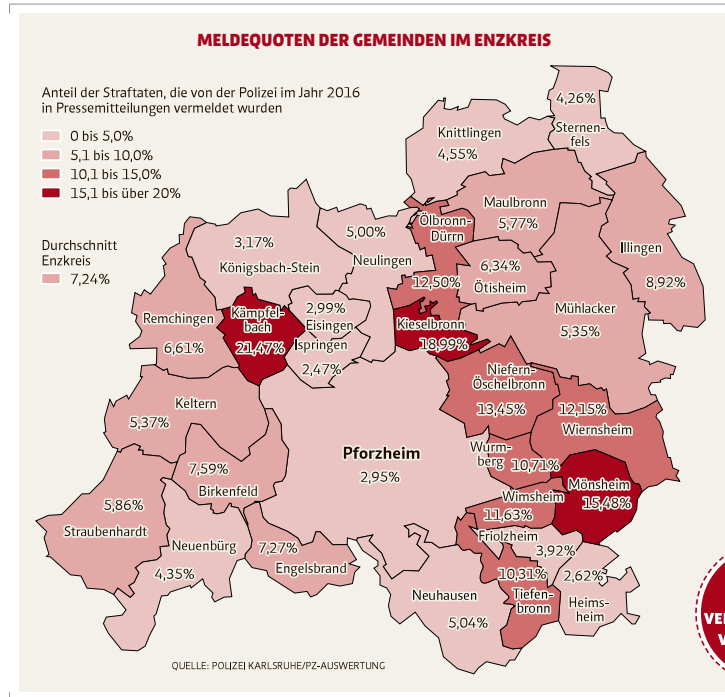 MELDEQUOTEN DER GEMEINDEN IM ENZKREIS
Anteil der Straftaten, die von der Polizei im Jahr 2016
in Pressemitteilungen vermeldet wurden
0 bis 5,0%
5,1 bis 10,0%
10,1 bis 15,0%
15,1 bis über 20%
Durchschnitt
Enzkreis
7,24%
4,26%
Sternen-
fels
Knittlingen
4,55%
Maulbronn
5,77%
Ölbronn-
Dürrn
12,50%
Illingen
8,92%
5,00%
Neulingen
3,17%
Königsbach-Stein
6,34%
Ötisheim
Mühlacker
5,35%
Remchingen
6,61%
Kämpfel-
bach
21,47%
2,99%
Eisingen
Ispringen
2,47%
Kieselbronn
18,99%
Niefern-
Öschelbronn
13,45%
12,15%
Wiernsheim
Keltern
5,37%
Pforzheim
2,95%
Wurm-
berg
10,71%
Mönsheim
15,48%
7,59%
Birkenfeld
Wimsheim
11,63%
5,86%
Straubenhardt
Neuenbürg
4,35%
7,27%
Engelsbrand
Friolzheim
3,92%
10,31%
Tiefen-
bronn
2,62%
Heims-
heim
Neuhausen
5,04%
VER
V
QUELLE: POLIZEI KARLSRUHE/PZ-AUSWERTUNG